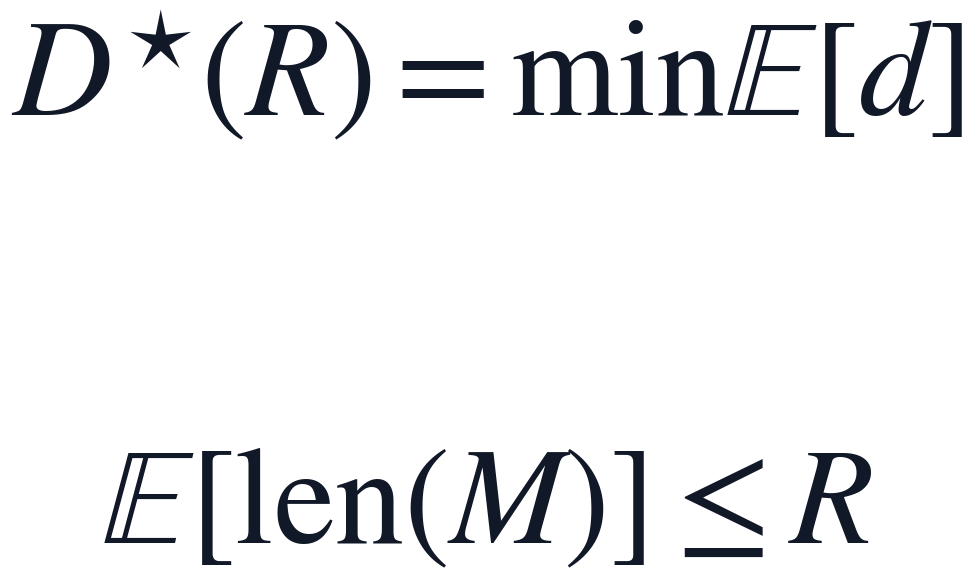 D⋆(R) = min𝔼[d]
𝔼[len(M)] ≤ R